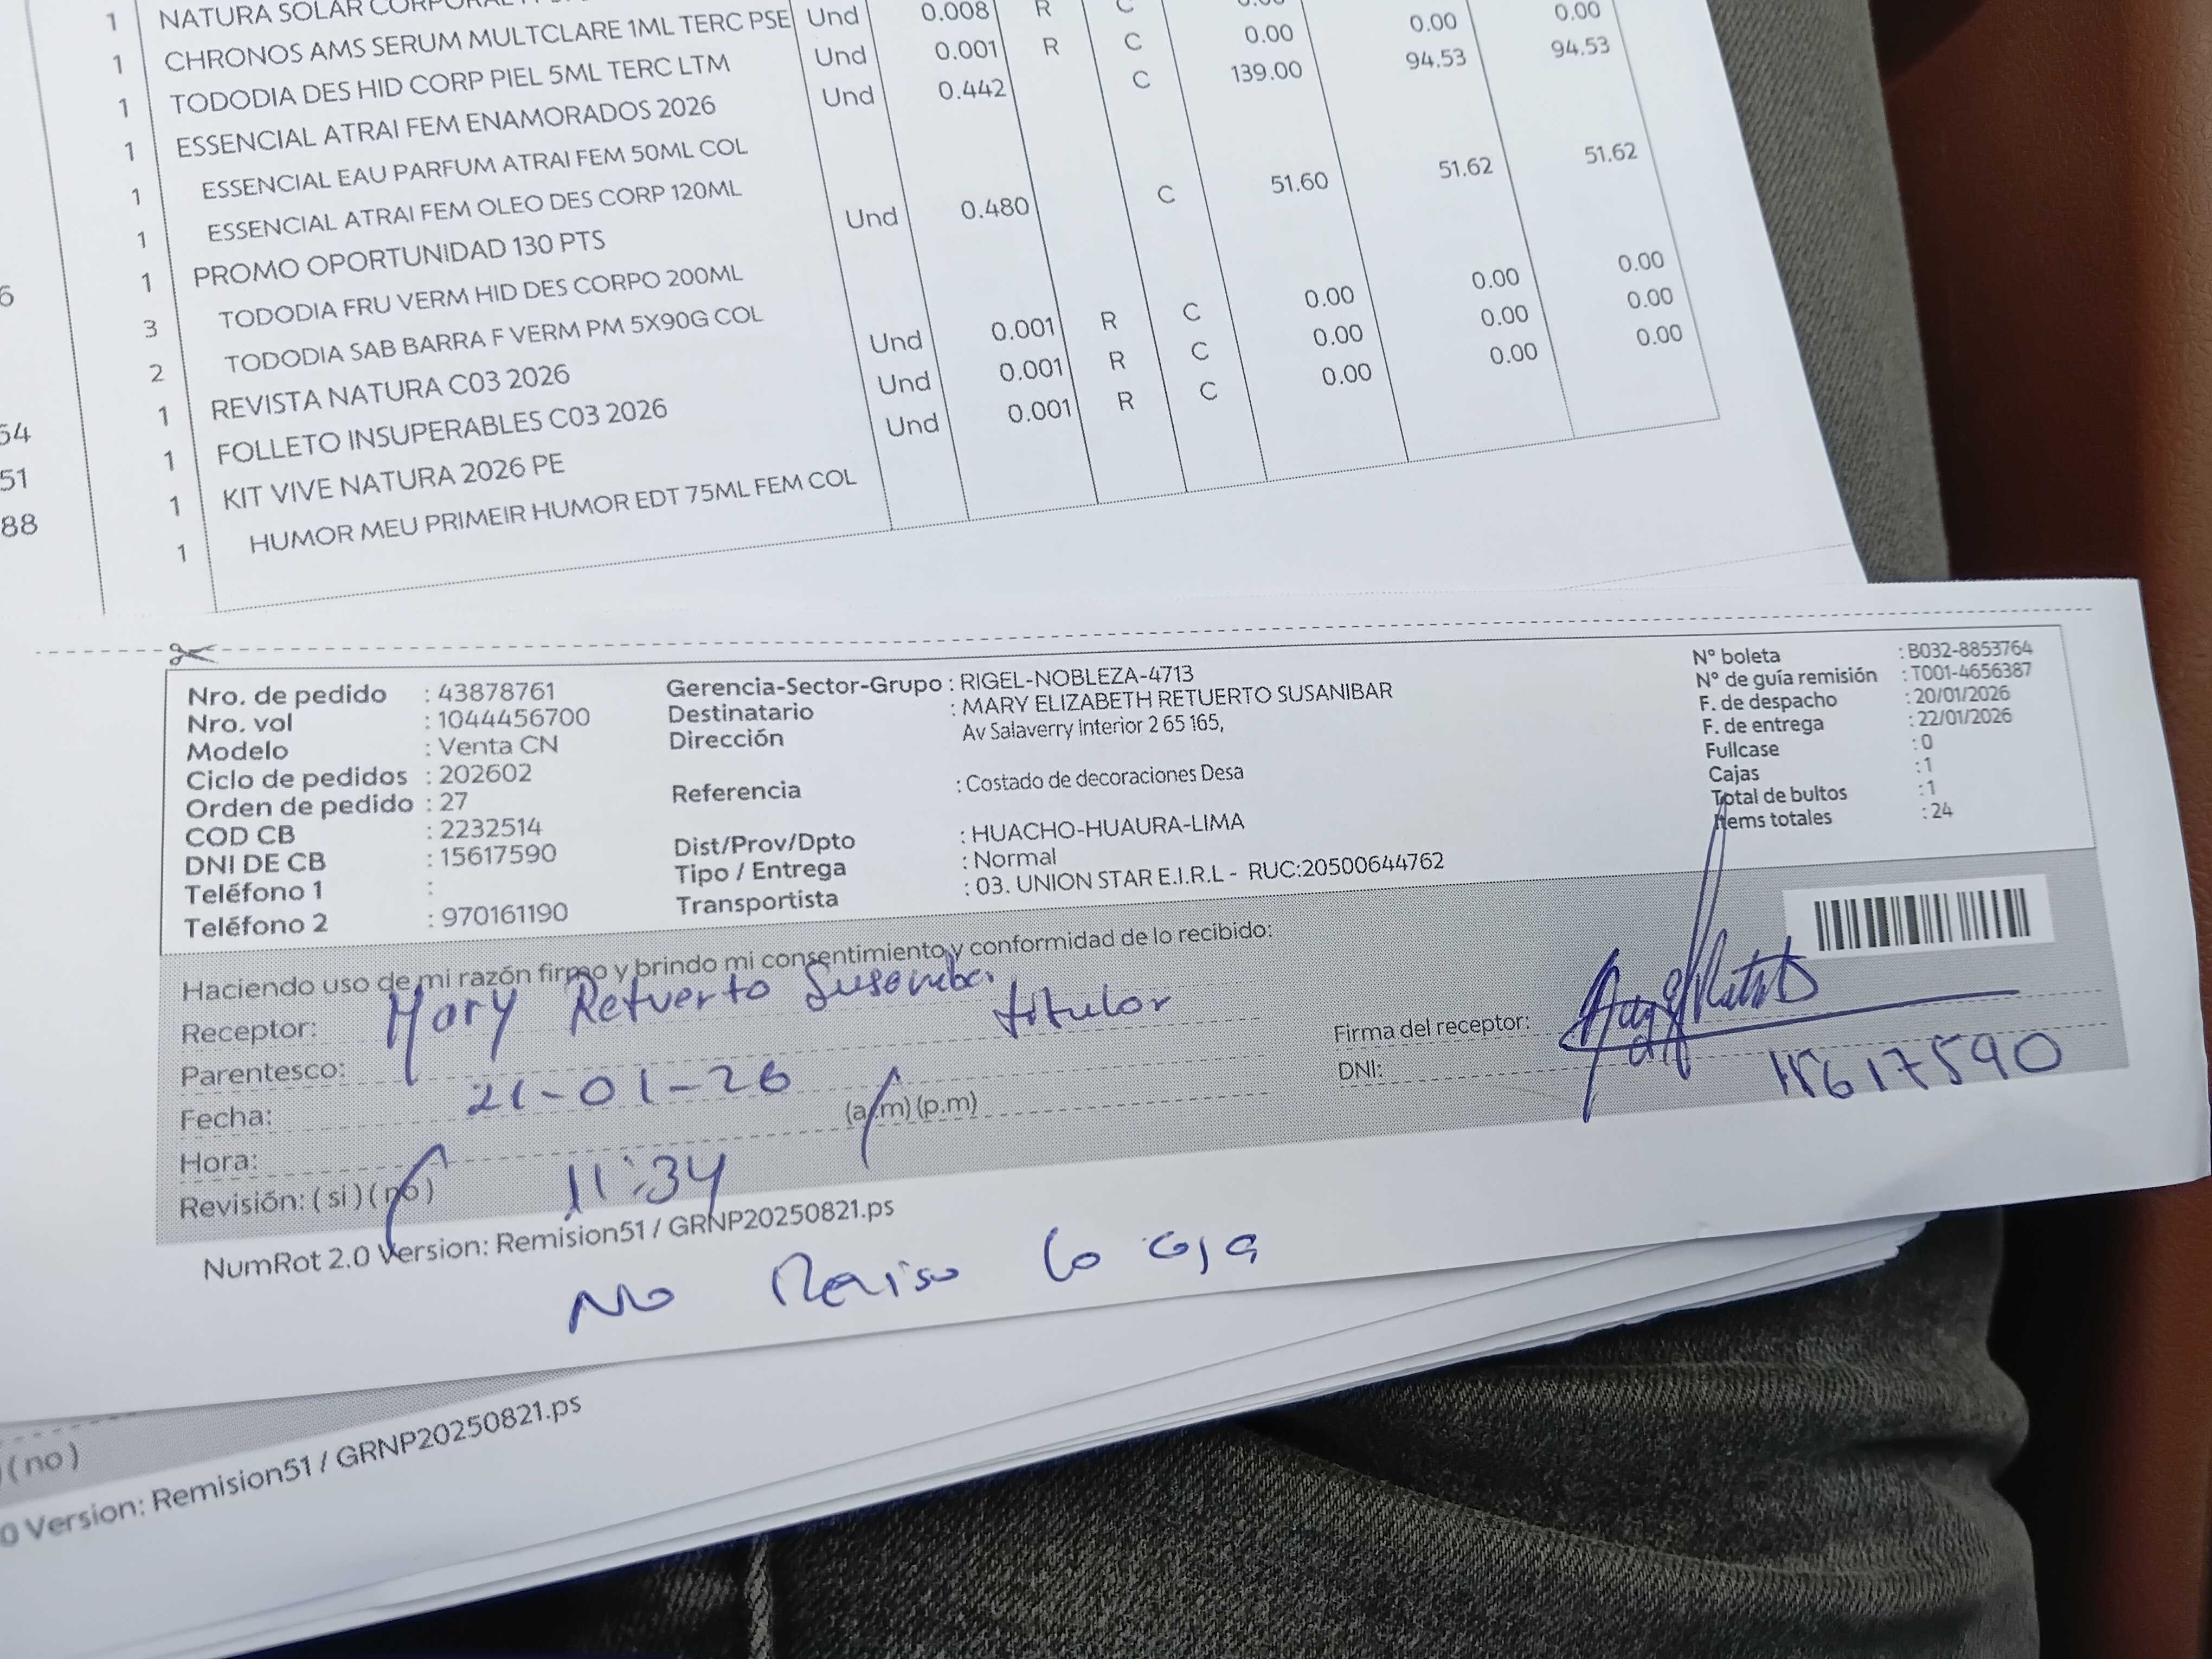 1 NATURA SOLAR
1 CHRONOS AMS SERUM MULTCLARE 1ML TERC PSE Und 0.008 R C
1 TODODIA DES HID CORP PIEL 5ML TERC LTM Und 0.001 R C 0.00 0.00 0.00
1 ESSENCIAL ATRAI FEM ENAMORADOS 2026 Und 0.442 C 139.00 94.53 94.53
1 ESSENCIAL EAU PARFUM ATRAI FEM 50ML COL
1 ESSENCIAL ATRAI FEM OLEO DES CORP 120ML
1 PROMO OPORTUNIDAD 130 PTS Und 0.480 C 51.60 51.62 51.62
3 TODODIA FRU VERM HID DES CORPO 200ML
2 TODODIA SAB BARRA F VERM PM 5X90G COL
1 REVISTA NATURA C03 2026 Und 0.001 R C 0.00 0.00 0.00
1 FOLLETO INSUPERABLES C03 2026 Und 0.001 R C 0.00 0.00 0.00
1 KIT VIVE NATURA 2026 PE Und 0.001 R C 0.00 0.00 0.00
1 HUMOR MEU PRIMEIR HUMOR EDT 75ML FEM COL
6
54
51
88
Nro. de pedido : 43878761
Nro. vol : 1044456700
Modelo : Venta CN
Ciclo de pedidos : 202602
Orden de pedido : 27
COD CB : 2232514
DNI DE CB : 15617590
Teléfono 1 :
Teléfono 2 : 970161190
Gerencia-Sector-Grupo : RIGEL-NOBLEZA-4713
Destinatario : MARY ELIZABETH RETUERTO SUSANIBAR
Dirección Av Salaverry Interior 2 65 165,
Referencia : Costado de decoraciones Desa
Dist/Prov/Dpto : HUACHO-HUAURA-LIMA
Tipo / Entrega : Normal
Transportista : 03. UNION STAR E.I.R.L - RUC:20500644762
N° boleta : B032-8853764
N° de guía remisión : T001-4656387
F. de despacho : 20/01/2026
F. de entrega : 22/01/2026
Fullcase : 0
Cajas : 1
Total de bultos : 1
Items totales : 24
Haciendo uso de mi razón firmo y brindo mi consentimiento y conformidad de lo recibido:
Receptor: Mary Retuerto
Parentesco: titular
Fecha: 21-01-26
Hora: 11:34 (a.m) (p.m)
Revisión: ( si ) ( no )
Firma del receptor:
DNI: 15617590
NumRot 2.0 Version: Remision51 / GRNP20250821.ps
No Reviso la caja
) ( no )
0 Version: Remision51 / GRNP20250821.ps